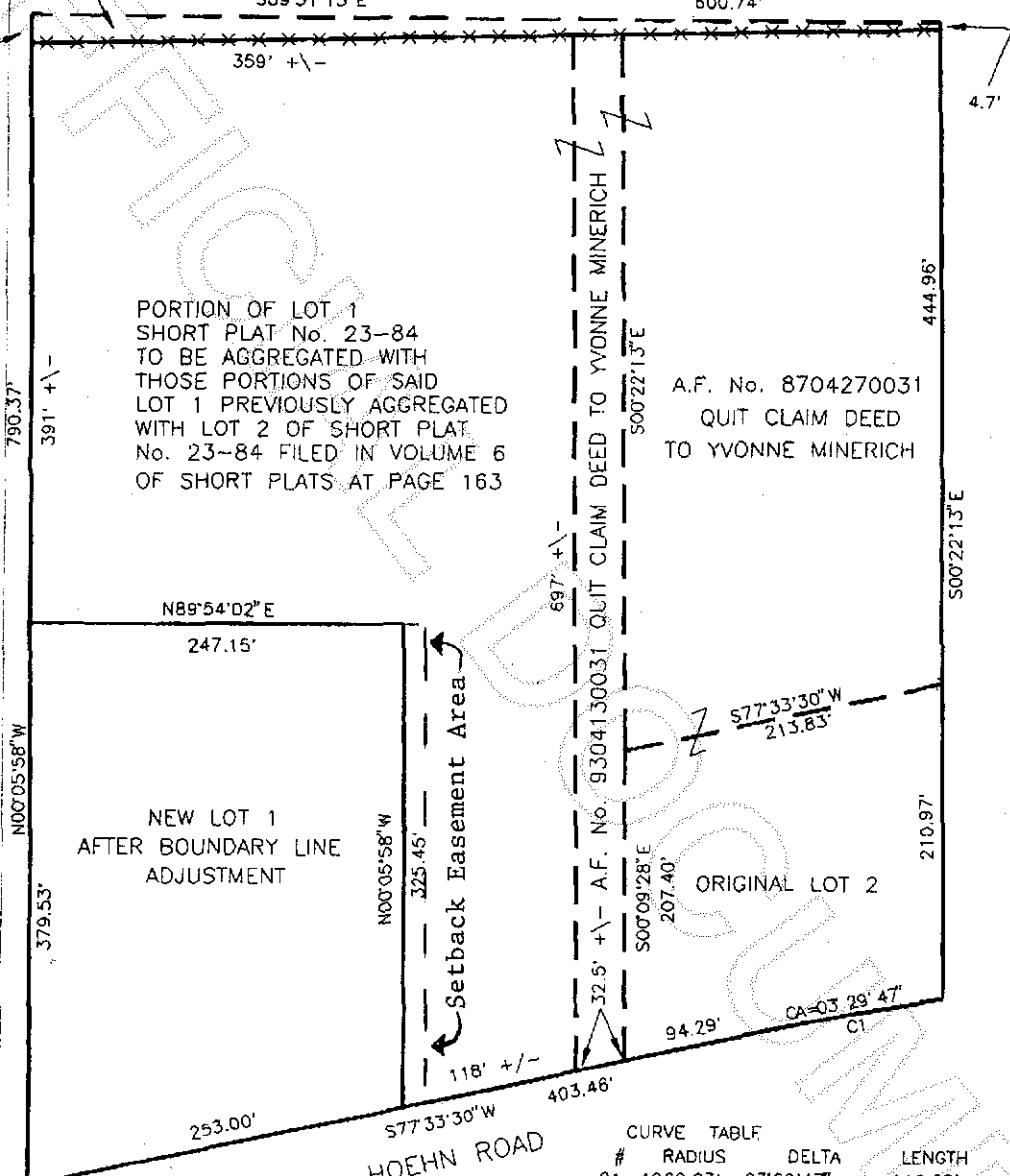 600.74'
359' +\-
4.7'
790.37'
391' +\-
PORTION OF LOT 1
SHORT PLAT No. 23-84
TO BE AGGREGATED WITH
THOSE PORTIONS OF SAID
LOT 1 PREVIOUSLY AGGREGATED
WITH LOT 2 OF SHORT PLAT
No. 23-84 FILED IN VOLUME 6
OF SHORT PLATS AT PAGE 163
697' +\-
32.5' +\- A.F. No. 9304130031 QUIT CLAIM DEED TO YVONNE MINERICH
S00°22'13"E
A.F. No. 8704270031
QUIT CLAIM DEED
TO YVONNE MINERICH
444.96'
S00°22'13"E
N89°54'02"E
247.15'
N00°05'58"W
379.53'
NEW LOT 1
AFTER BOUNDARY LINE
ADJUSTMENT
N00°05'58"W
325.45'
Setback Easement Area
S77°33'30"W
213.83'
S00°09'28"E
207.40'
ORIGINAL LOT 2
210.97'
94.29'
CA=03°29'47"
C1
118' +/-
403.46'
253.00'
S77°33'30"W
HOEHN ROAD
CURVE TABLE
# RADIUS DELTA LENGTH